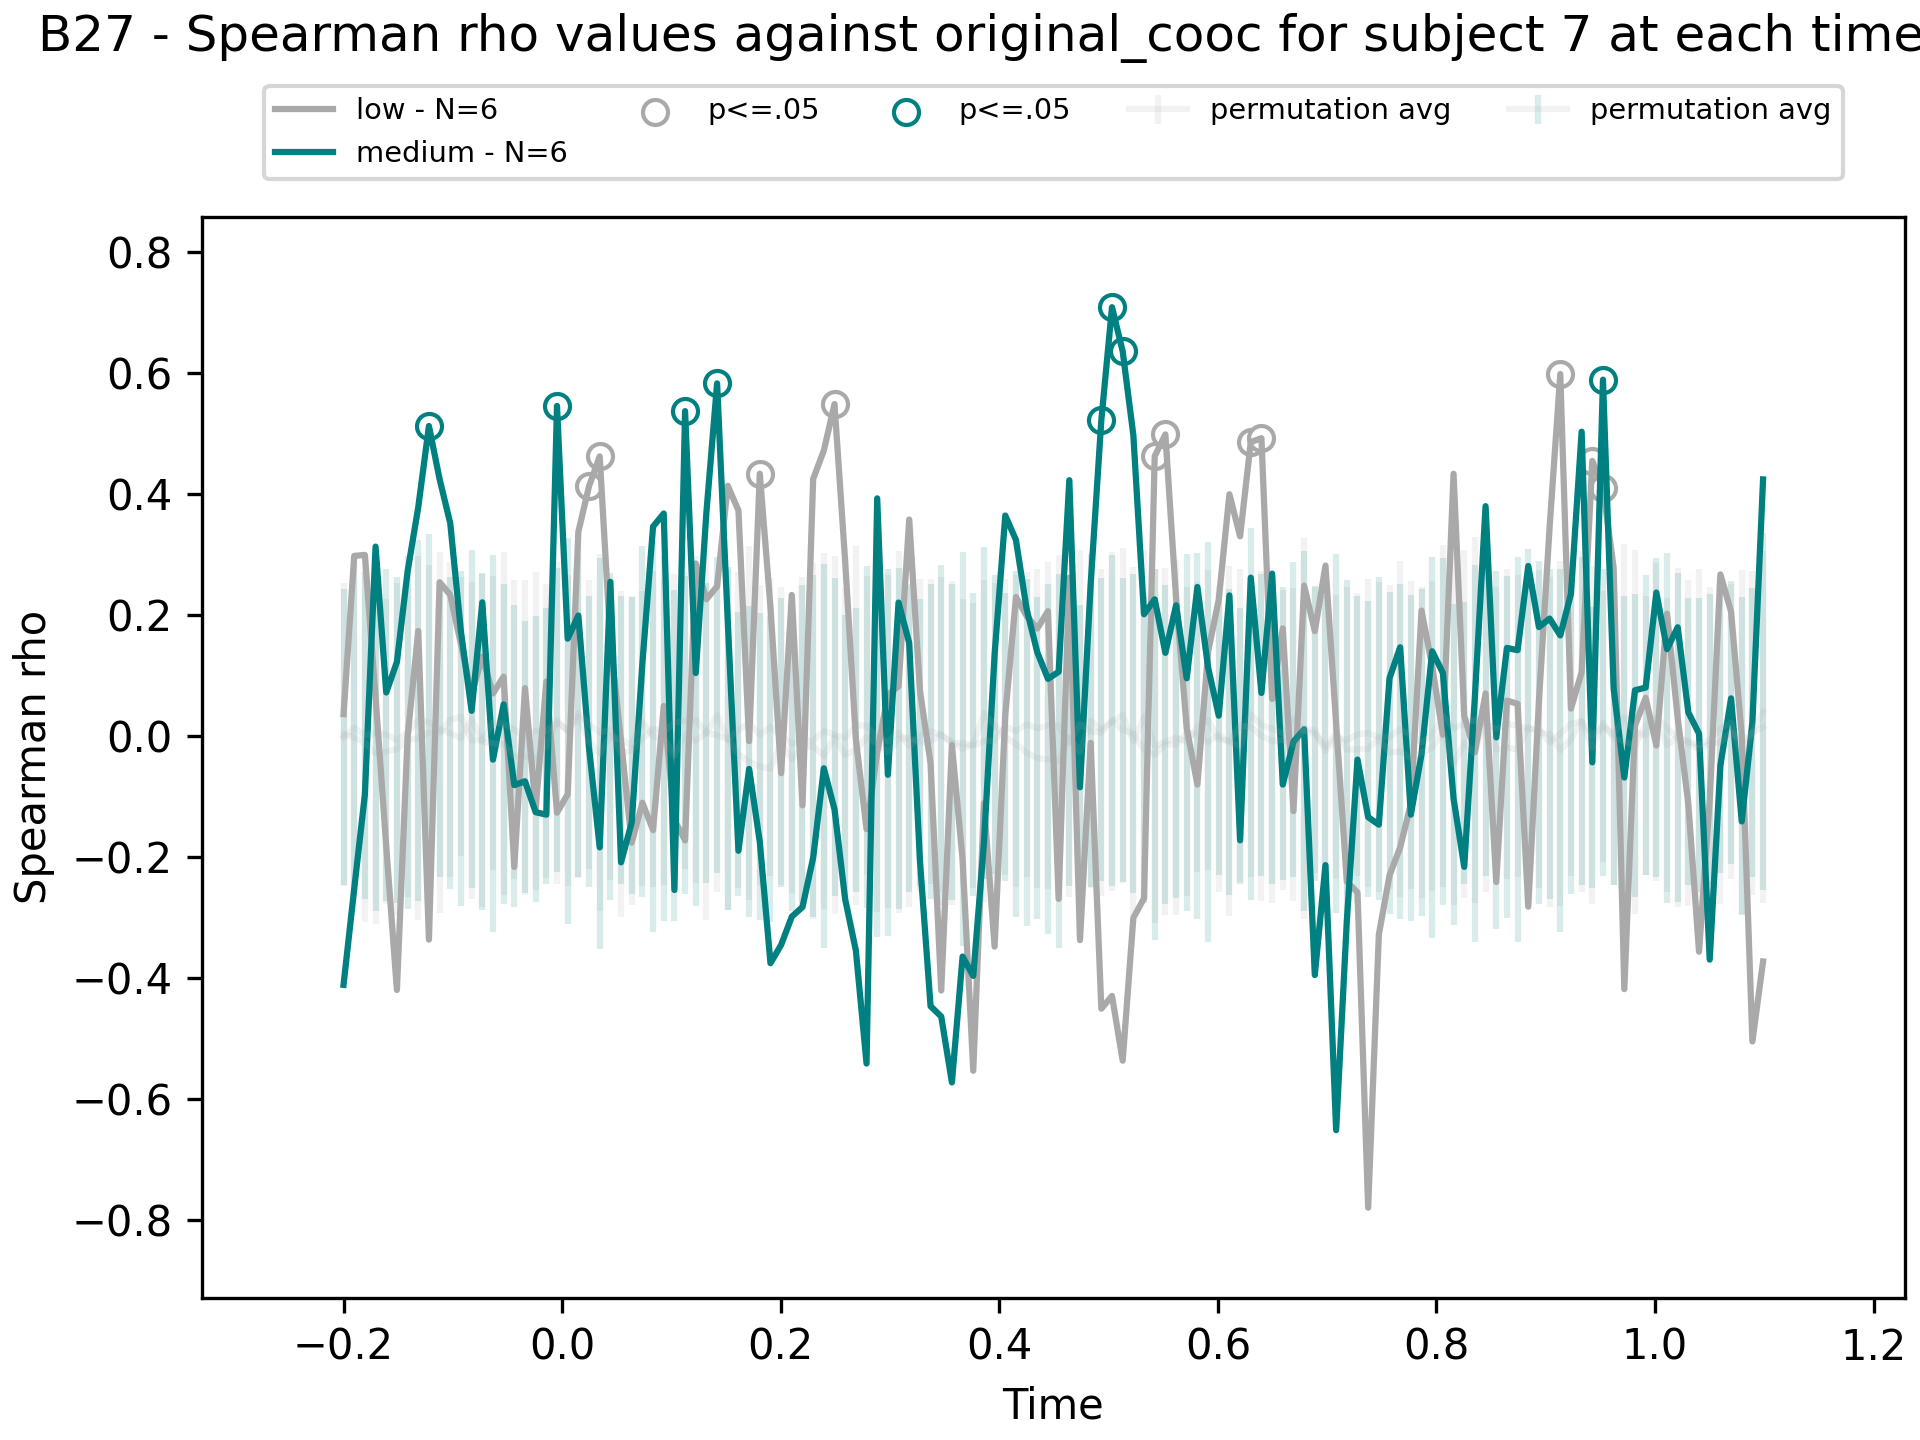 B27 - Spearman rho values against original_cooc for subject 7 at each time
low - N=6
p<=.05
p<=.05
permutation avg
permutation avg
medium - N=6
0.8
0.6
0.4
0.2
0.0
−0.2
−0.4
−0.6
−0.8
Spearman rho
−0.2
0.0
0.2
0.4
0.6
0.8
1.0
1.2
Time